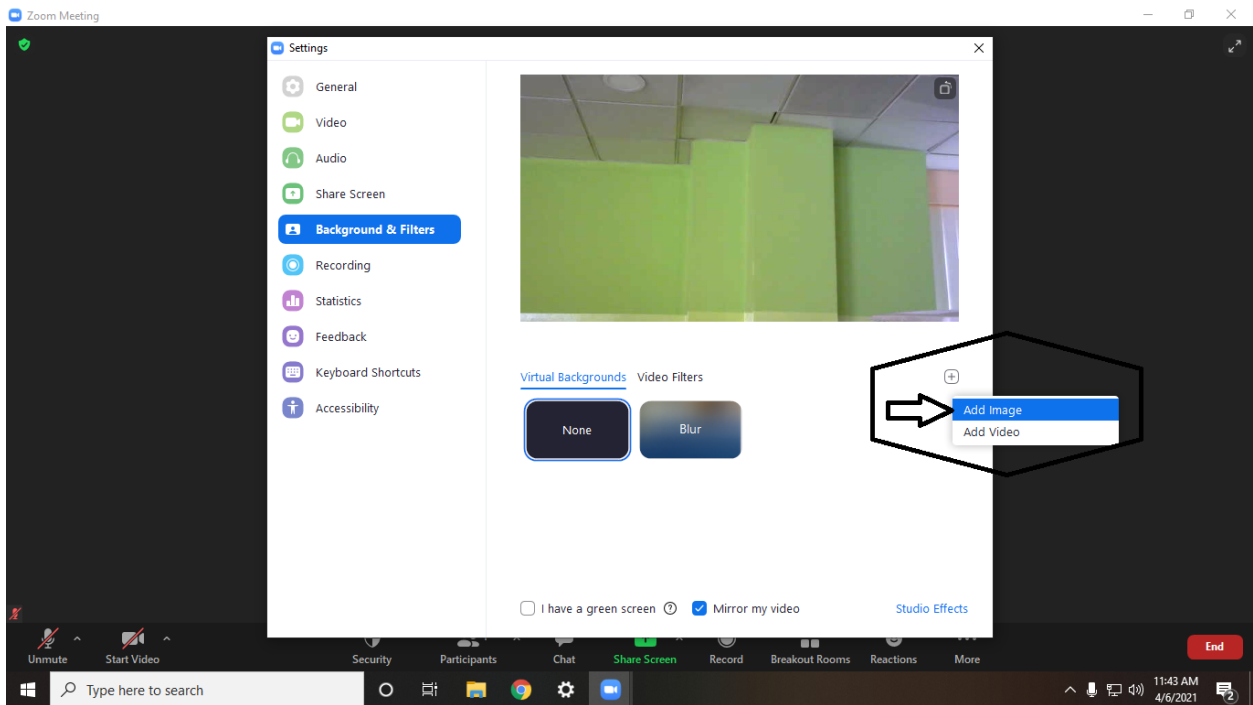 Zoom Meeting
Settings
General
Video
Audio
Share Screen
Background & Filters
Recording
Statistics
Feedback
Keyboard Shortcuts
Accessibility
Virtual Backgrounds Video Filters
None
Blur
Add Image
Add Video
I have a green screen
Mirror my video
Studio Effects
Unmute
Start Video
Security
Participants
Chat
Share Screen
Record
Breakout Rooms
Reactions
More
End
Type here to search
11:43 AM
4/6/2021
2